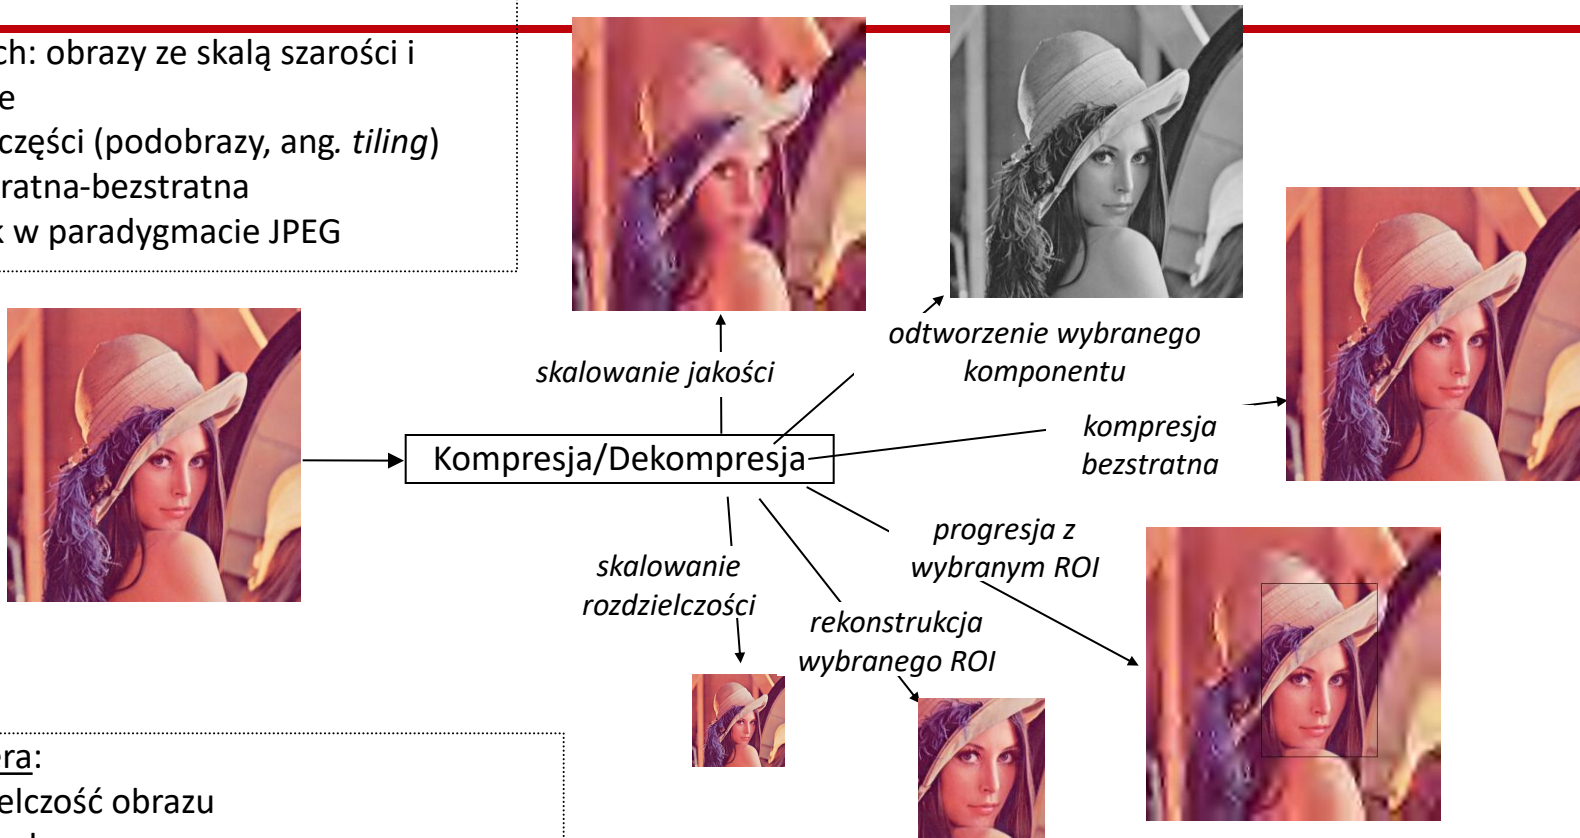 ch: obrazy ze skalą szarości i
e
części (podobrazy, ang. tiling)
ratna-bezstratna
k w paradygmacie JPEG
odtworzenie wybranego
komponentu
skalowanie jakości
kompresja
bezstratna
Kompresja/Dekompresja
progresja z
wybranym ROI
skalowanie
rozdzielczości
rekonstrukcja
wybranego ROI
era:
elczość obrazu